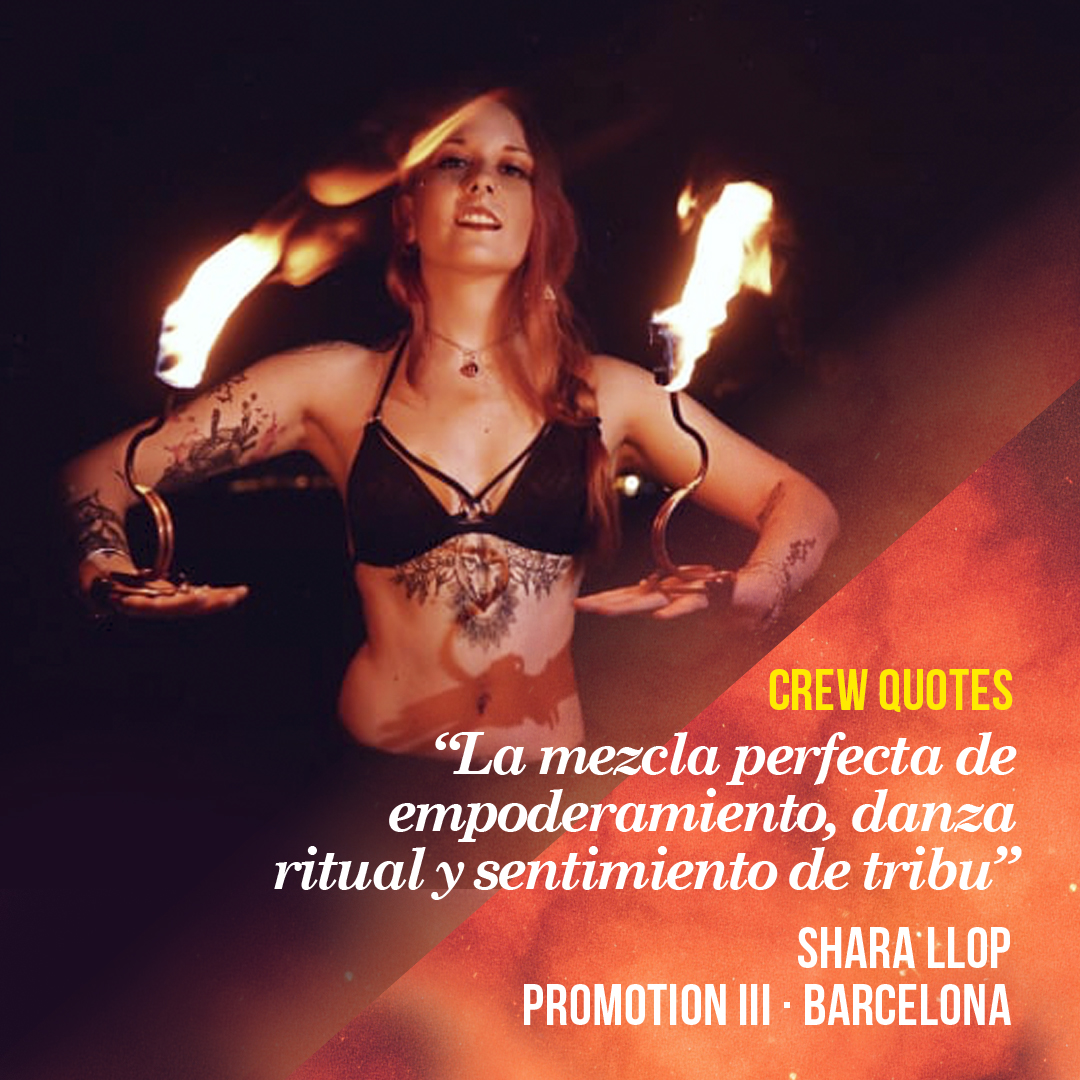 CREW QUOTES
“La mezcla perfecta de
empoderamiento, danza
ritual y sentimiento de tribu”
SHARA LLOP
PROMOTION III · BARCELONA